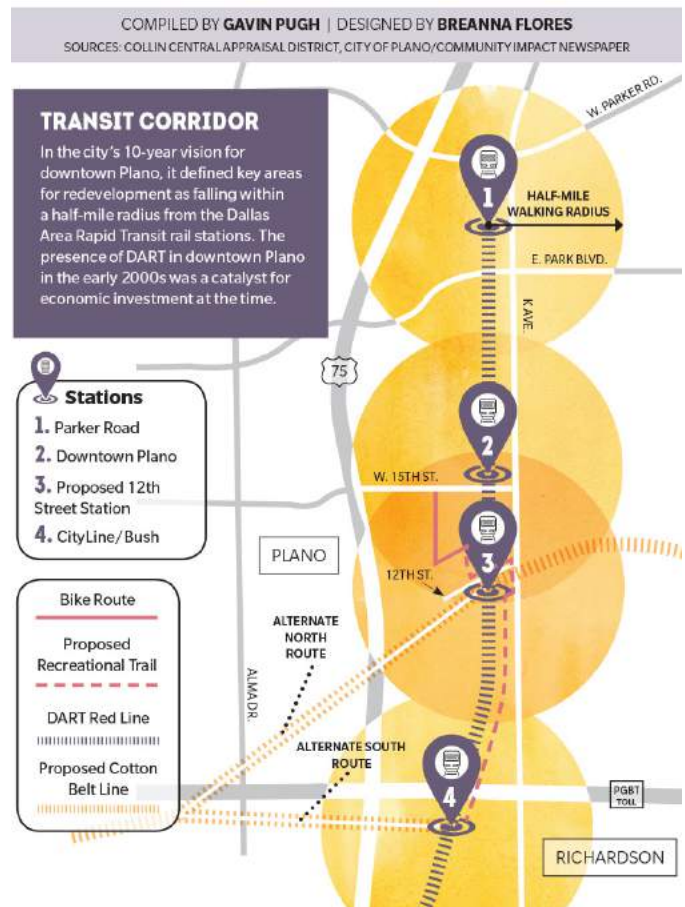 COMPILED BY GAVIN PUGH | DESIGNED BY BREANNA FLORES
SOURCES: COLLIN CENTRAL APPRAISAL DISTRICT, CITY OF PLANO/COMMUNITY IMPACT NEWSPAPER
TRANSIT CORRIDOR
In the city's 10-year vision for
downtown Plano, it defined key areas
for redevelopment as falling within
a half-mile radius from the Dallas
Area Rapid Transit rail stations. The
presence of DART in downtown Plano
in the early 2000s was a catalyst for
economic investment at the time.
W. PARKER RD.
1
HALF-MILE
WALKING RADIUS
E. PARK BLVD.
K AVE.
75
Stations
1. Parker Road
2. Downtown Plano
3. Proposed 12th
Street Station
4. CityLine/Bush
2
W. 15TH ST.
3
PLANO
12TH ST.
Bike Route
Proposed
Recreational Trail
DART Red Line
Proposed Cotton
Belt Line
ALTERNATE
NORTH
ROUTE
ALMA DR.
ALTERNATE SOUTH
ROUTE
4
PGBT
TOLL
RICHARDSON